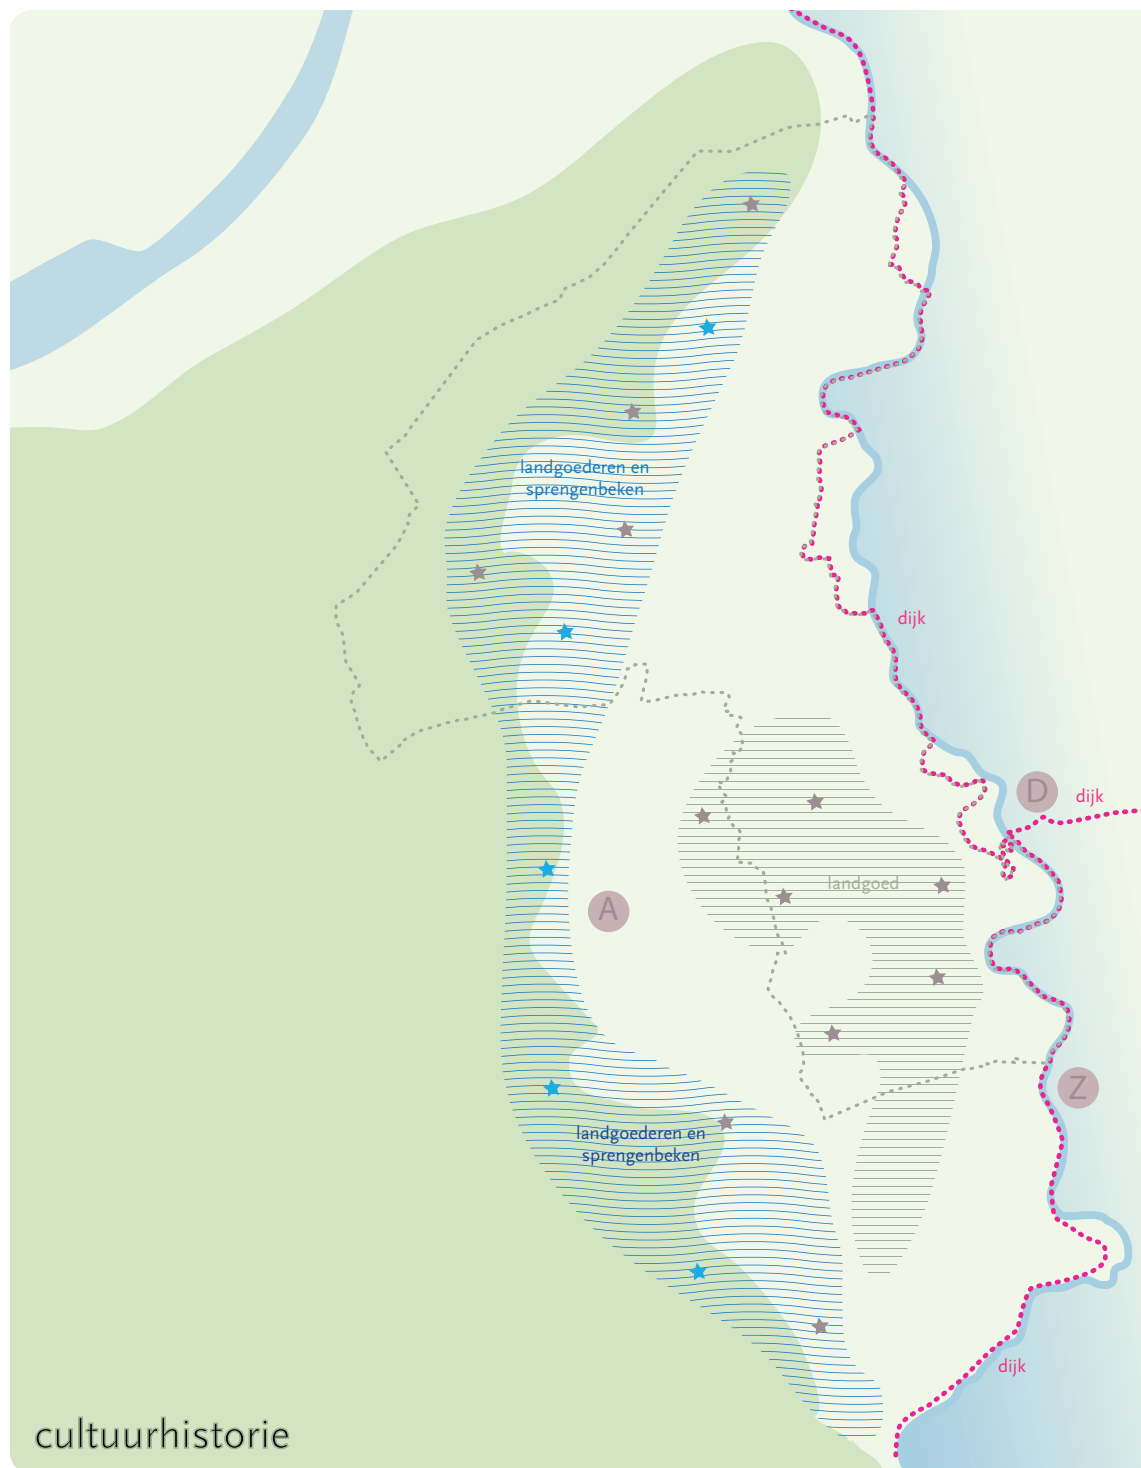 landgoederen en
sprengenbeken
dijk
D
dijk
landgoed
A
Z
landgoederen en
sprengenbeken
dijk
cultuurhistorie